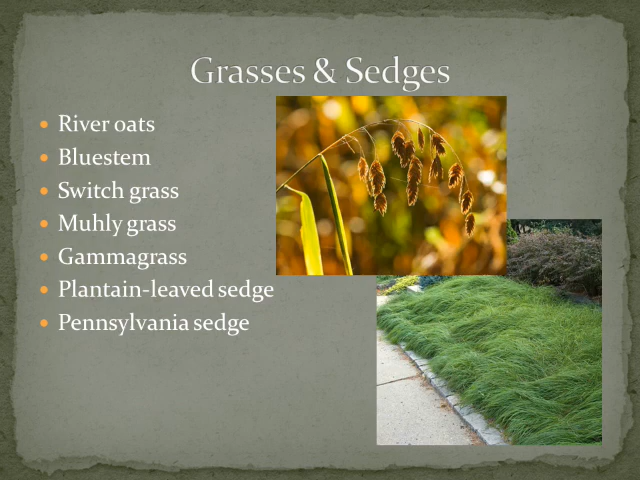 Grasses & Sedges
• River oats
• Bluestem
• Switch grass
• Muhly grass
• Gammagrass
• Plantain-leaved sedge
• Pennsylvania sedge